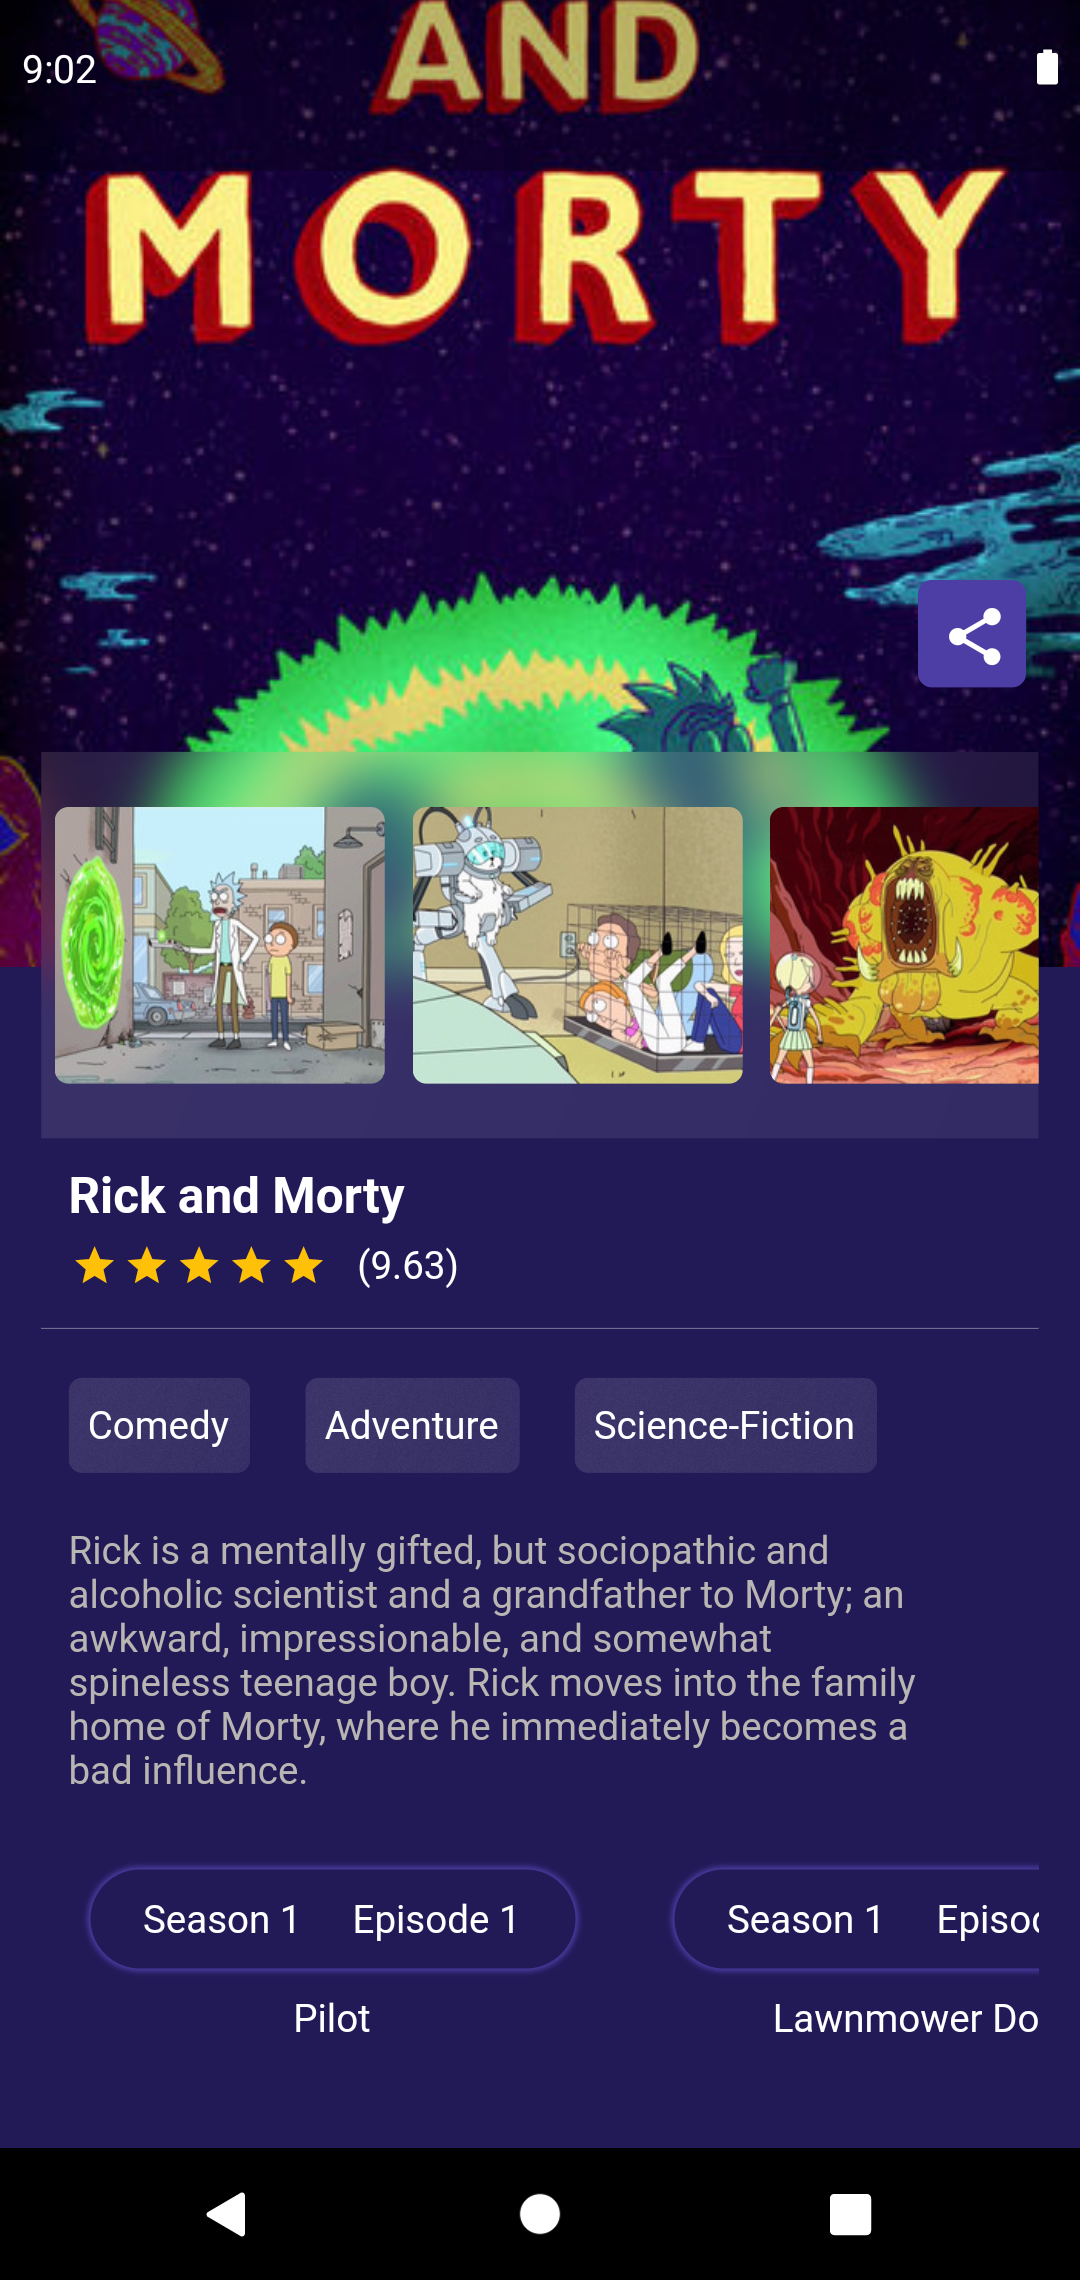 AND
9:02
MORTY
Rick and Morty
(9.63)
Comedy Adventure Science-Fiction
Rick is a mentally gifted, but sociopathic and
alcoholic scientist and a grandfather to Morty; an
awkward, impressionable, and somewhat
spineless teenage boy. Rick moves into the family
home of Morty, where he immediately becomes a
bad influence.
Season 1 Episode 1 Season 1 Episo
Pilot Lawnmower Do